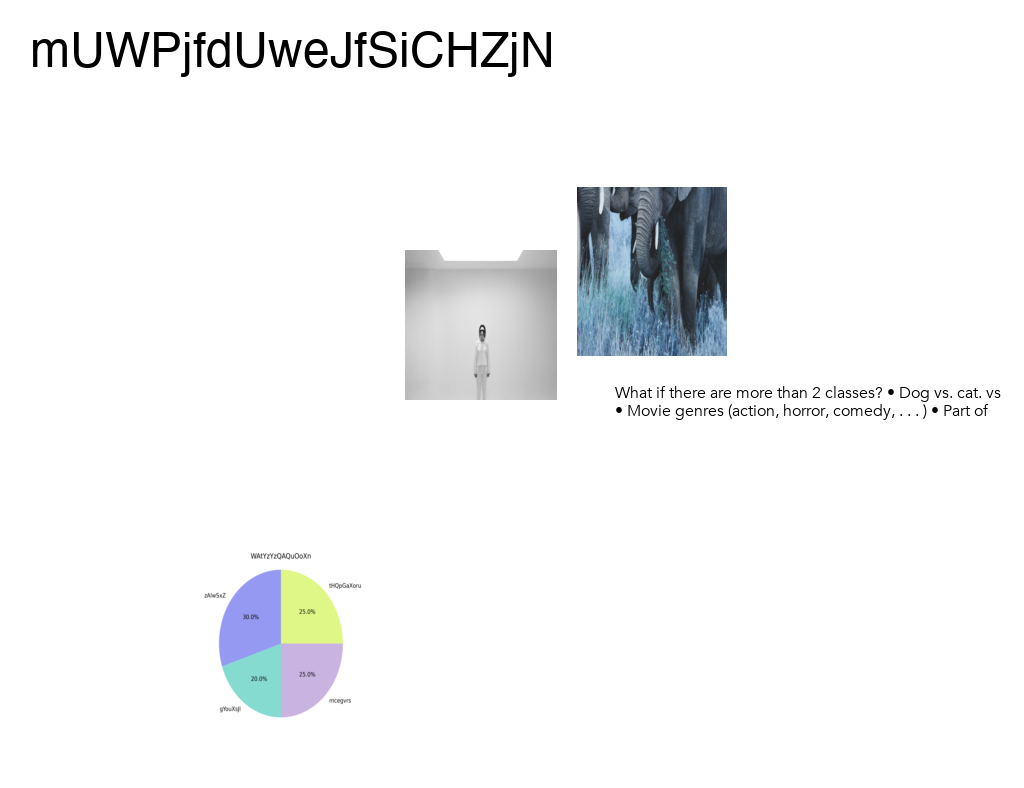 mUWPjfdUweJfSiCHZjN
What if there are more than 2 classes? • Dog vs. cat. vs
• Movie genres (action, horror, comedy, . . . ) • Part of
WAtYzYzQAQuOoXn
tHQpGaXoru
zAlwSxZ
30.0%
25.0%
20.0%
25.0%
gYouXsJl
mcegvrs